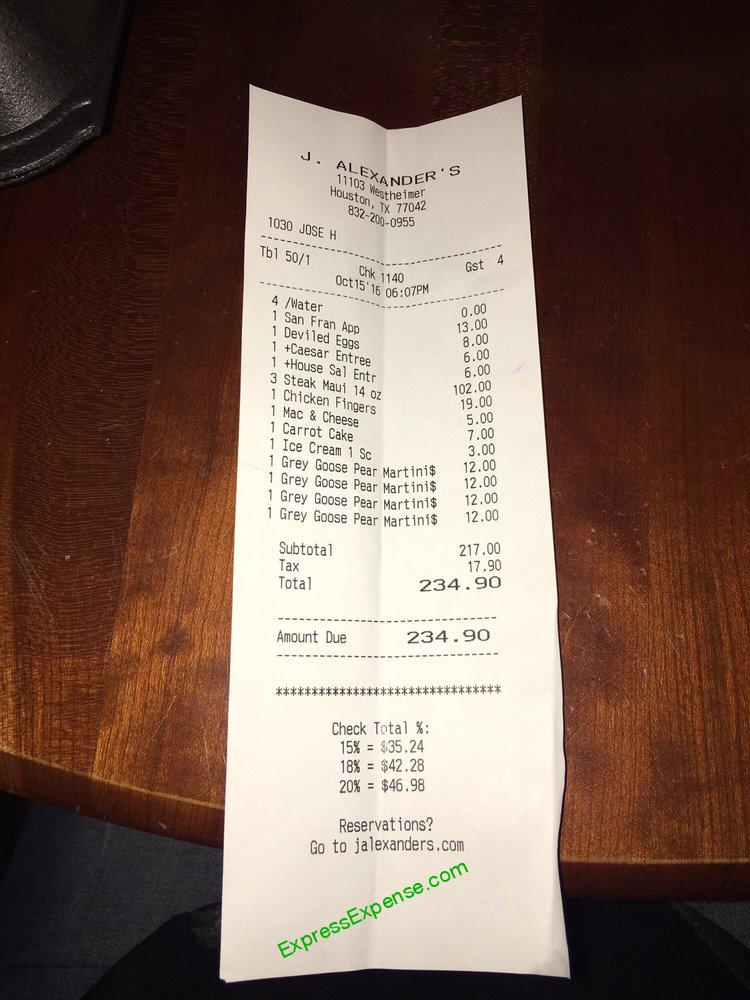 J. ALEXANDER'S
11103 Westheimer
Houston, TX 77042
832-200-0955
1030 JOSE H
Tbl 50/1 Chk 1140 Gst 4
Oct15'16 06:07PM
4 /Water 0.00
1 San Fran App 13.00
1 Deviled Eggs 8.00
1 +Caesar Entree 6.00
1 +House Sal Entr 6.00
3 Steak Maui 14 oz 102.00
1 Chicken Fingers 19.00
1 Mac & Cheese 5.00
1 Carrot Cake 7.00
1 Ice Cream 1 Sc 3.00
1 Grey Goose Pear Martini$ 12.00
1 Grey Goose Pear Martini$ 12.00
1 Grey Goose Pear Martini$ 12.00
1 Grey Goose Pear Martini$ 12.00
Subtotal 217.00
Tax 17.90
Total 234.90
Amount Due 234.90
********************************
Check Total %:
15% = $35.24
18% = $42.28
20% = $46.98
Reservations?
Go to jalexanders.com
ExpressExpense.com